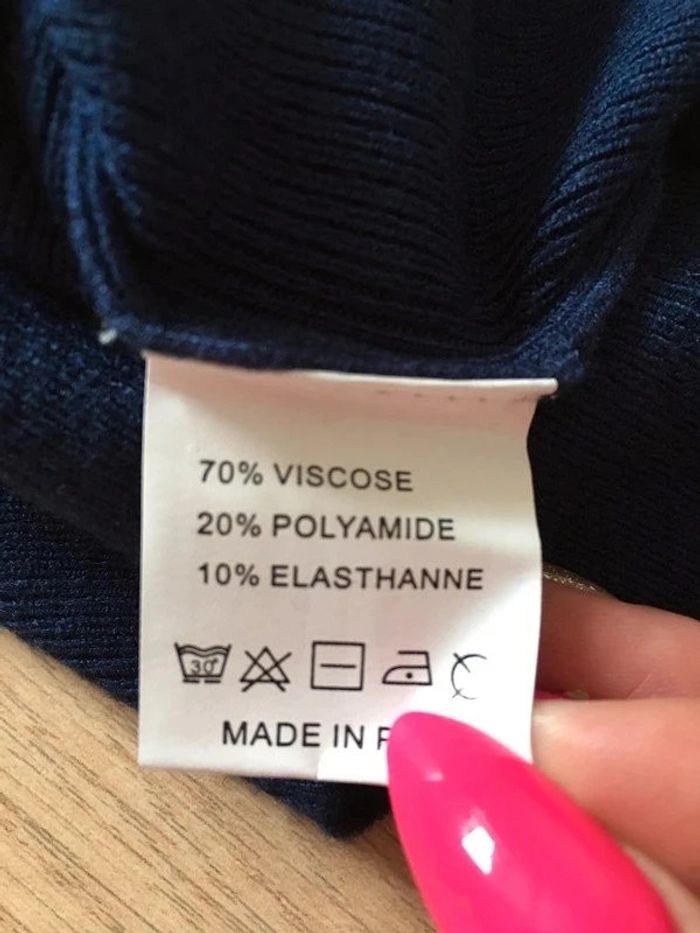 70% VISCOSE
20% POLYAMIDE
10% ELASTHANNE
30°
MADE IN